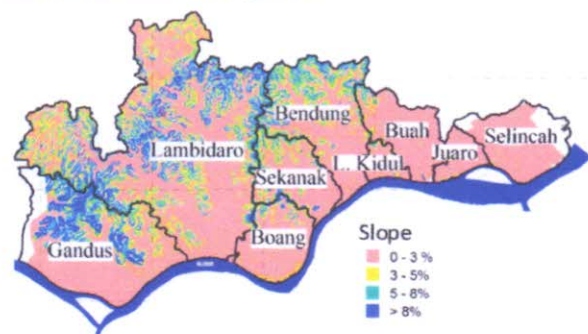 Bendung
Buah
Selincah
Lambidaro
Juaro
L. Kidul
Sekanak
Gandus
Boang
Slope
0 - 3 %
3 - 5%
5 - 8%
> 8%